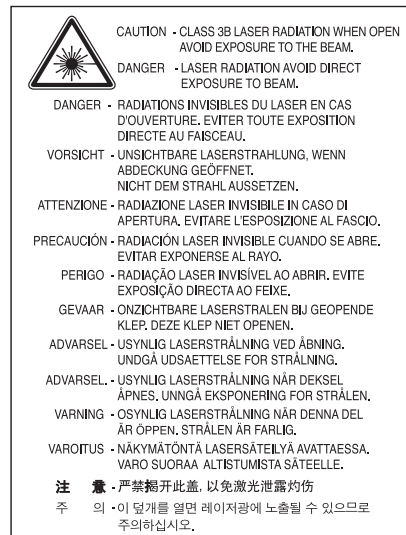 CAUTION - CLASS 3B LASER RADIATION WHEN OPEN
AVOID EXPOSURE TO THE BEAM.
DANGER - LASER RADIATION AVOID DIRECT
EXPOSURE TO BEAM.
DANGER - RADIATIONS INVISIBLES DU LASER EN CAS
D'OUVERTURE. EVITER TOUTE EXPOSITION
DIRECTE AU FAISCEAU.
VORSICHT - UNSICHTBARE LASERSTRAHLUNG, WENN
ABDECKUNG GEÖFFNET.
NICHT DEM STRAHL AUSSETZEN.
ATTENZIONE - RADIAZIONE LASER INVISIBILE IN CASO DI
APERTURA. EVITARE L'ESPOSIZIONE AL FASCIO.
PRECAUCIÓN - RADIACIÓN LASER INVISIBLE CUANDO SE ABRE.
EVITAR EXPONERSE AL RAYO.
PERIGO - RADIAÇÃO LASER INVISÍVEL AO ABRIR. EVITE
EXPOSIÇÃO DIRECTA AO FEIXE.
GEVAAR - ONZICHTBARE LASERSTRALEN BIJ GEOPENDE
KLEP. DEZE KLEP NIET OPENEN.
ADVARSEL - USYNLIG LASERSTRÅLNING VED ÅBNING.
UNDGÅ UDSAETTELSE FOR STRÅLNING.
ADVARSEL. - USYNLIG LASERSTRÅLNING NÅR DEKSEL
ÅPNES. UNNGÅ EKSPONERING FOR STRÅLEN.
VARNING - OSYNLIG LASERSTRÅLNING NÄR DENNA DEL
ÄR ÖPPEN. STRÅLEN ÄR FARLIG.
VAROITUS - NÄKYMÄTÖNTÄ LASERSÄTEILYÄ AVATTAESSA.
VARO SUORAA ALTISTUMISTA SÄTEELLE.
注 意 - 严禁揭开此盖, 以免激光泄露灼伤
주 의 - 이 덮개를 열면 레이저광에 노출될 수 있으므로
주의하십시오.